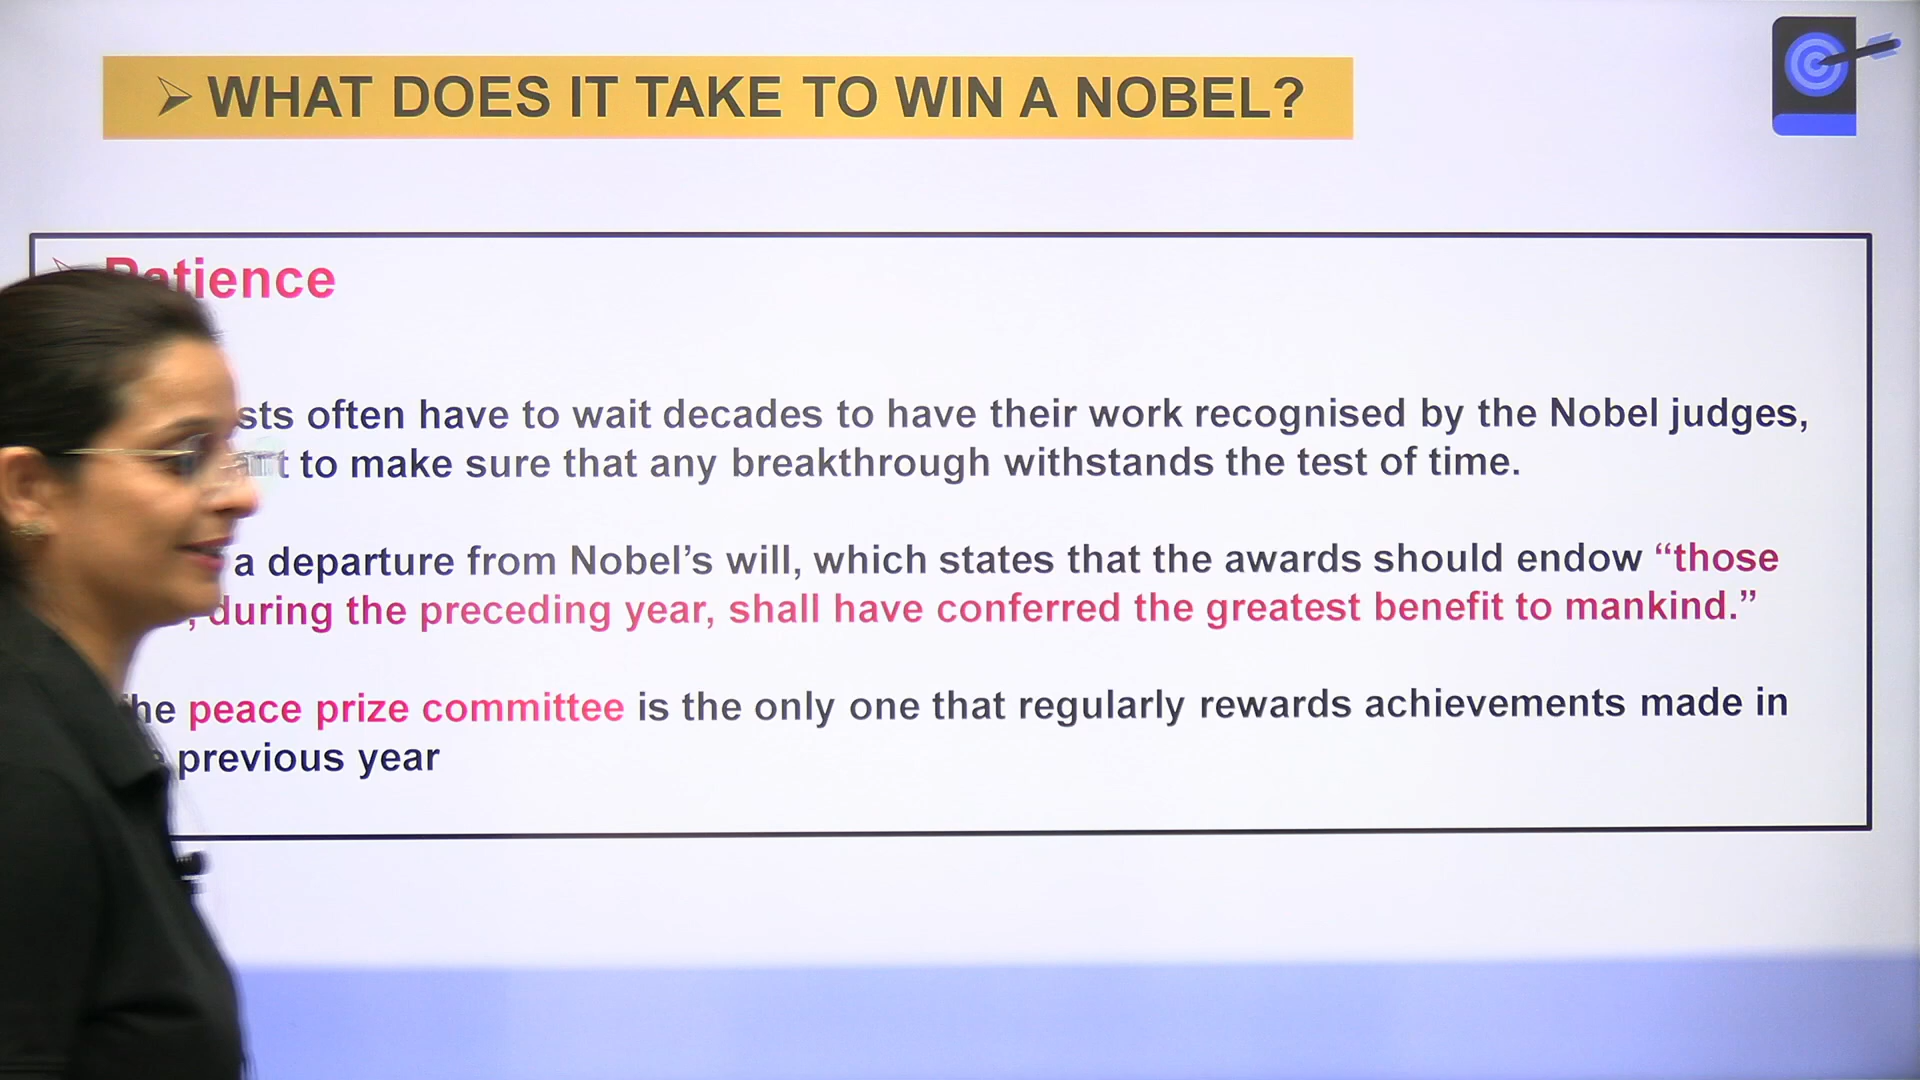 WHAT DOES IT TAKE TO WIN A NOBEL?
Patience
often have to wait decades to have their work recognised by the Nobel judges,
to make sure that any breakthrough withstands the test of time.
a departure from Nobel’s will, which states that the awards should endow “those
, during the preceding year, shall have conferred the greatest benefit to mankind.”
peace prize committee is the only one that regularly rewards achievements made in
previous year